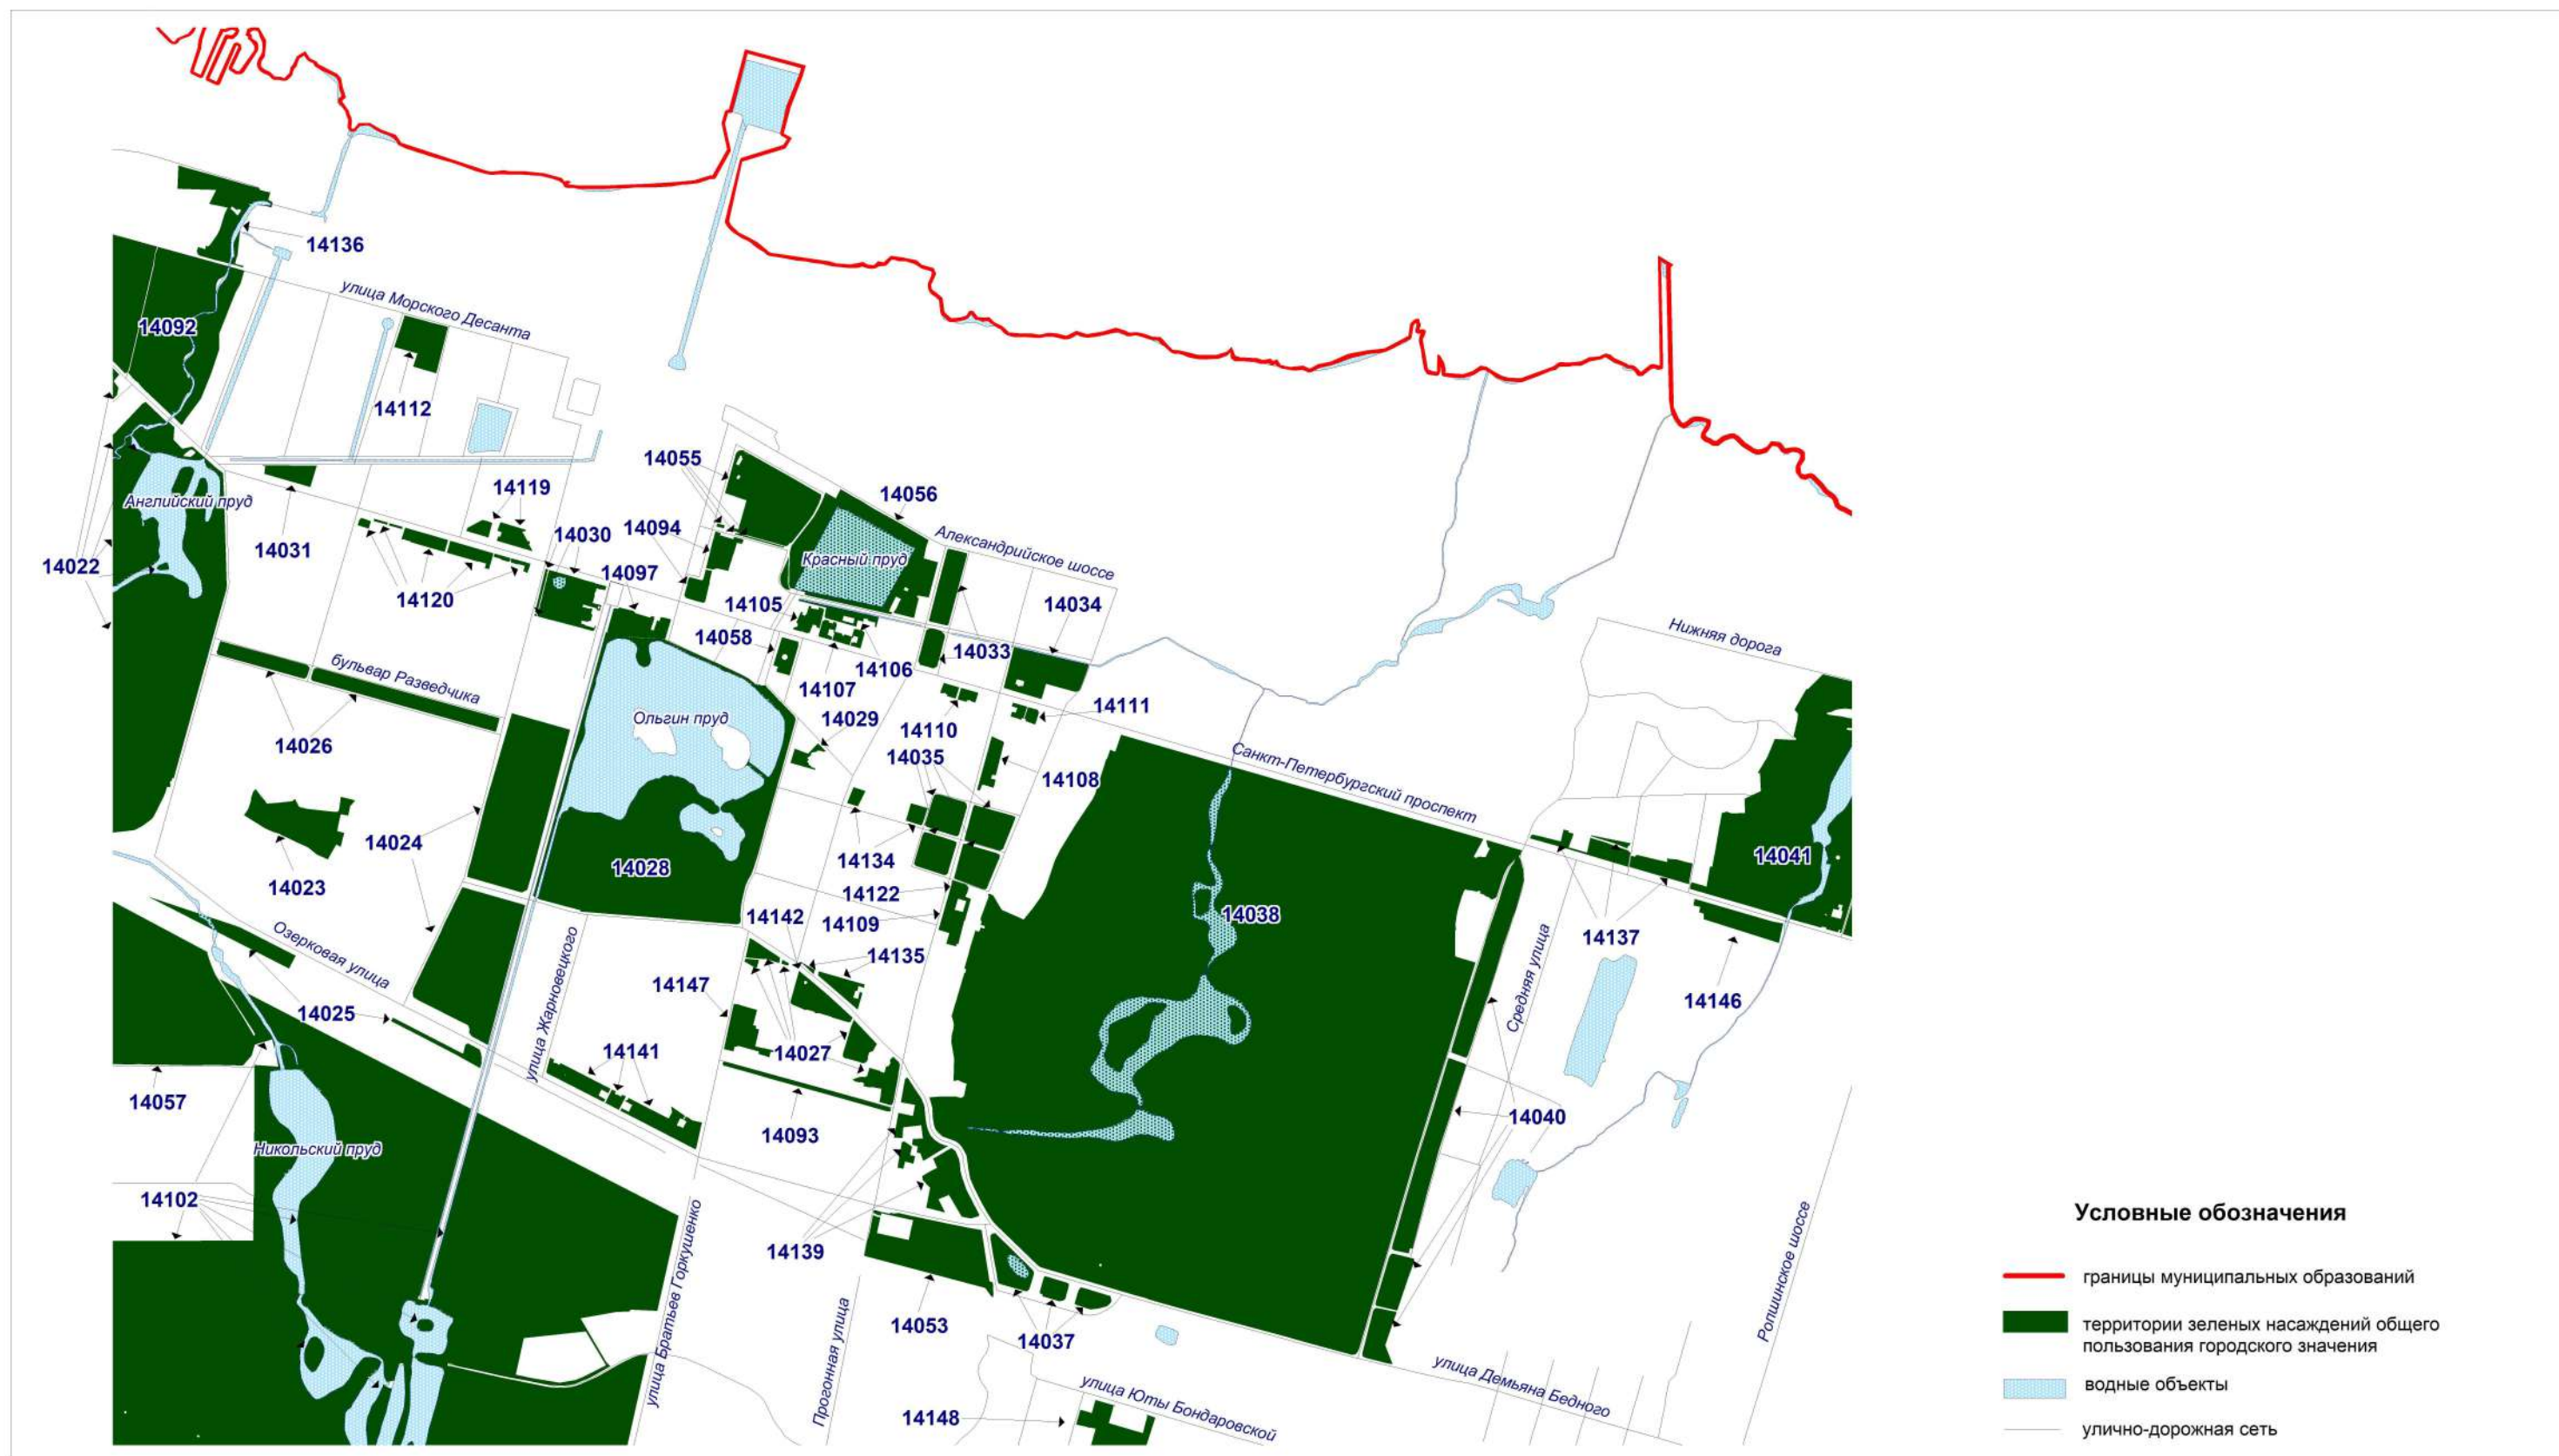 14136
улица Морского Десанта
14092
14112
14055
14119
14056
Английский пруд
14094
14030
Александрийское шоссе
14031
Красный пруд
14022
14097
14120
14105
14034
14058
Нижняя дорога
14033
бульвар Разведчика
14106
14107
14111
Ольгин пруд
14029
14110
14026
14035
Санкт-Петербургский проспект
14108
14024
14134
14041
14028
14023
14122
14142
14038
14109
14137
Озерковая улица
14135
Средняя улица
14147
14146
14025
улица Жарновецкого
14141
14027
14057
14040
14093
Никольский пруд
14102
14139
улица Братьев Горкушенко
Ропшинское шоссе
14053
14037
Прогонная улица
улица Демьяна Бедного
улица Юты Бондаровской
14148
Условные обозначения
границы муниципальных образований
территории зеленых насаждений общего
пользования городского значения
водные объекты
улично-дорожная сеть